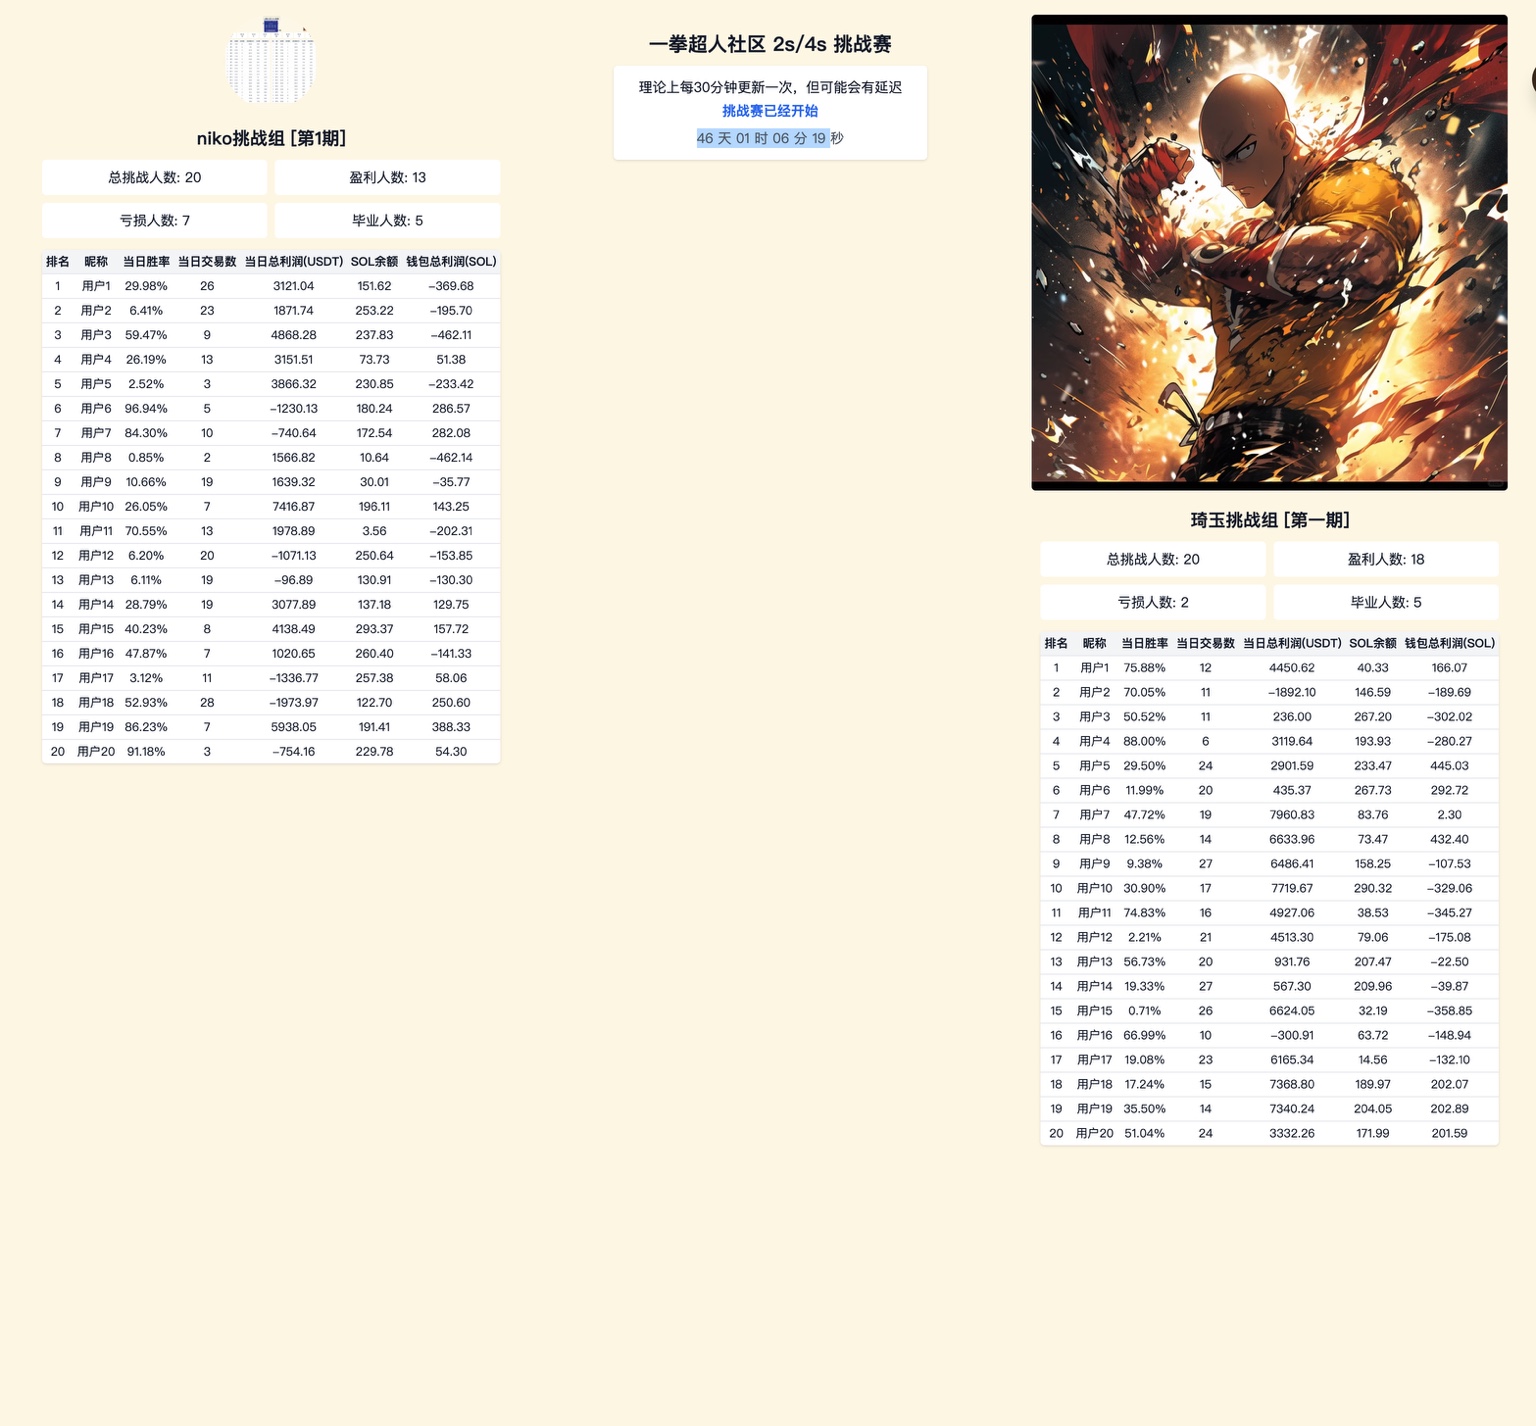 niko挑战组 [第1期]
总挑战人数: 20
盈利人数: 13
亏损人数: 7
毕业人数: 5
排名 昵称 当日胜率 当日交易数 当日总利润(USDT) SOL余额 钱包总利润(SOL)
1 用户1 29.98% 26 3121.04 151.62 −369.68
2 用户2 6.41% 23 1871.74 253.22 −195.70
3 用户3 59.47% 9 4868.28 237.83 −462.11
4 用户4 26.19% 13 3151.51 73.73 51.38
5 用户5 2.52% 3 3866.32 230.85 −233.42
6 用户6 96.94% 5 −1230.13 180.24 286.57
7 用户7 84.30% 10 −740.64 172.54 282.08
8 用户8 0.85% 2 1566.82 10.64 −462.14
9 用户9 10.66% 19 1639.32 30.01 −35.77
10 用户10 26.05% 7 7416.87 196.11 143.25
11 用户11 70.55% 13 1978.89 3.56 −202.31
12 用户12 6.20% 20 −1071.13 250.64 −153.85
13 用户13 6.11% 19 −96.89 130.91 −130.30
14 用户14 28.79% 19 3077.89 137.18 129.75
15 用户15 40.23% 8 4138.49 293.37 157.72
16 用户16 47.87% 7 1020.65 260.40 −141.33
17 用户17 3.12% 11 −1336.77 257.38 58.06
18 用户18 52.93% 28 −1973.97 122.70 250.60
19 用户19 86.23% 7 5938.05 191.41 388.33
20 用户20 91.18% 3 −754.16 229.78 54.30
一拳超人社区 2s/4s 挑战赛
理论上每30分钟更新一次，但可能会有延迟
挑战赛已经开始
46 天 01 时 06 分 19 秒
琦玉挑战组 [第一期]
总挑战人数: 20
盈利人数: 18
亏损人数: 2
毕业人数: 5
排名 昵称 当日胜率 当日交易数 当日总利润(USDT) SOL余额 钱包总利润(SOL)
1 用户1 75.88% 12 4450.62 40.33 166.07
2 用户2 70.05% 11 −1892.10 146.59 −189.69
3 用户3 50.52% 11 236.00 267.20 −302.02
4 用户4 88.00% 6 3119.64 193.93 −280.27
5 用户5 29.50% 24 2901.59 233.47 445.03
6 用户6 11.99% 20 435.37 267.73 292.72
7 用户7 47.72% 19 7960.83 83.76 2.30
8 用户8 12.56% 14 6633.96 73.47 432.40
9 用户9 9.38% 27 6486.41 158.25 −107.53
10 用户10 30.90% 17 7719.67 290.32 −329.06
11 用户11 74.83% 16 4927.06 38.53 −345.27
12 用户12 2.21% 21 4513.30 79.06 −175.08
13 用户13 56.73% 20 931.76 207.47 −22.50
14 用户14 19.33% 27 567.30 209.96 −39.87
15 用户15 0.71% 26 6624.05 32.19 −358.85
16 用户16 66.99% 10 −300.91 63.72 −148.94
17 用户17 19.08% 23 6165.34 14.56 −132.10
18 用户18 17.24% 15 7368.80 189.97 202.07
19 用户19 35.50% 14 7340.24 204.05 202.89
20 用户20 51.04% 24 3332.26 171.99 201.59